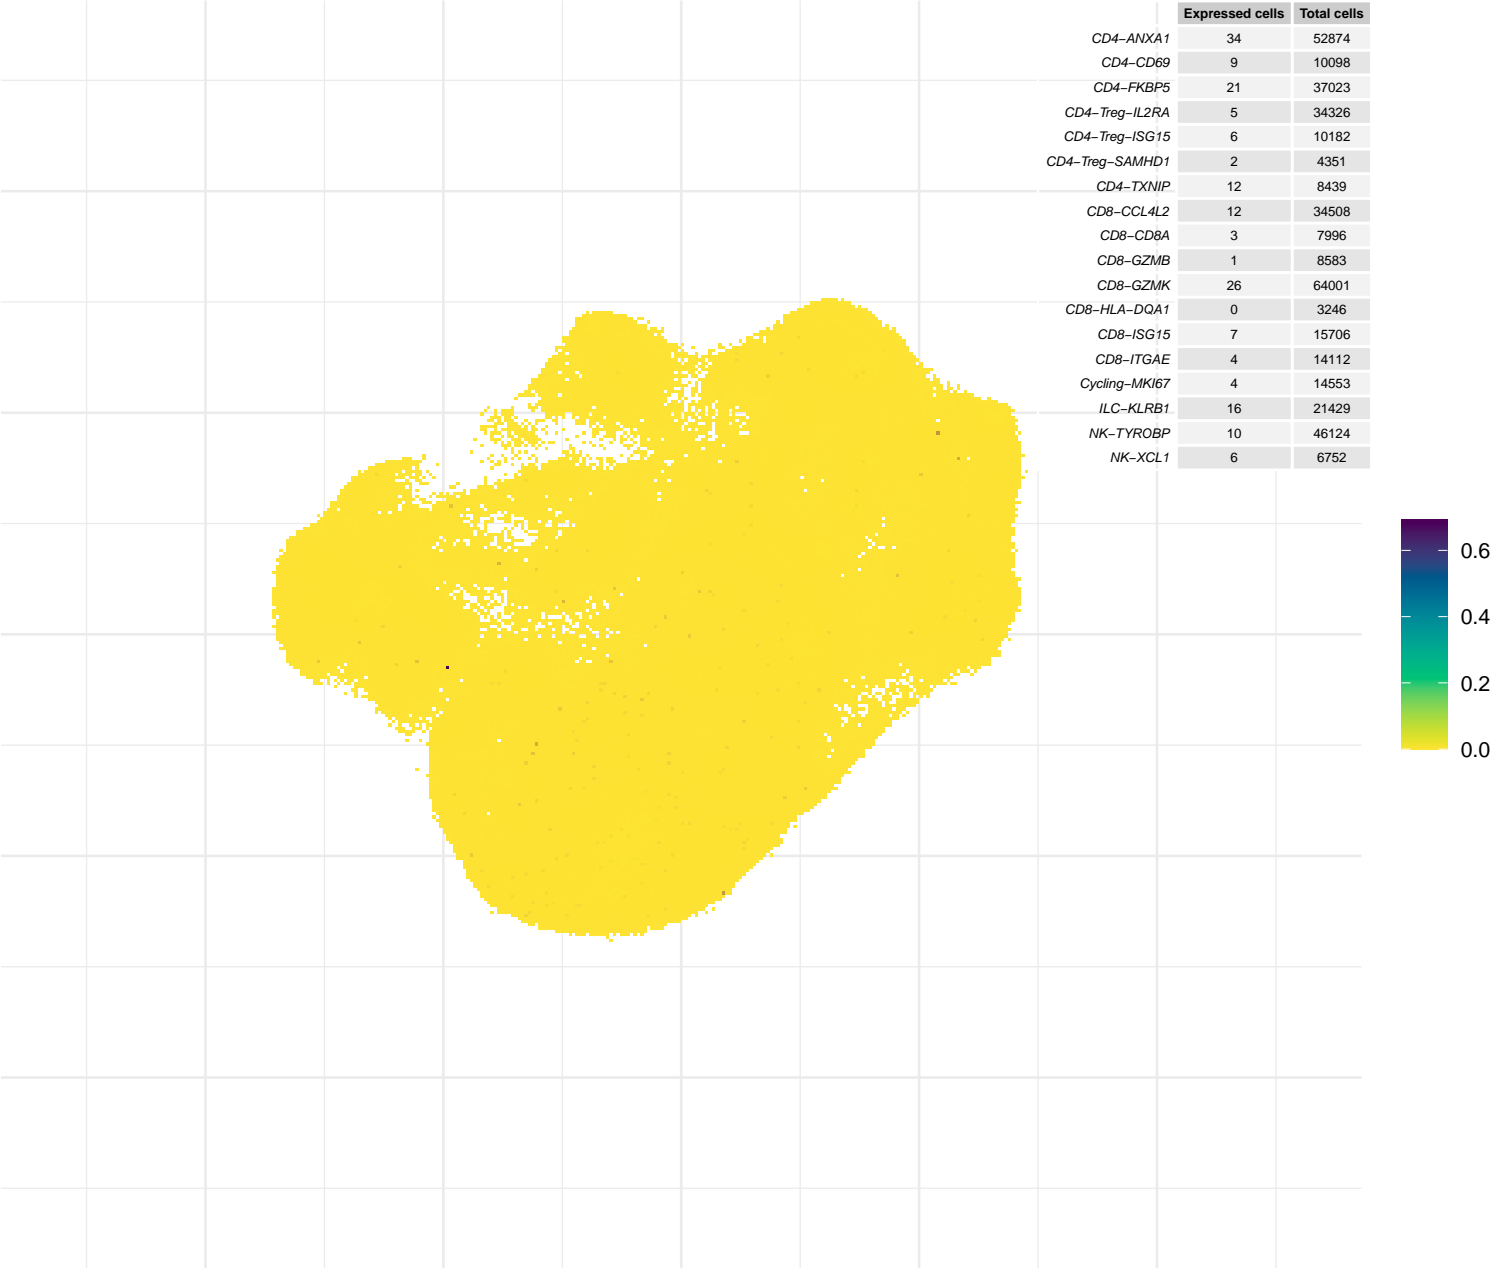 Expressed cells Total cells
CD4−ANXA1 34 52874
CD4−CD69 9 10098
CD4−FKBP5 21 37023
CD4−Treg−IL2RA 5 34326
CD4−Treg−ISG15 6 10182
CD4−Treg−SAMHD1 2 4351
CD4−TXNIP 12 8439
CD8−CCL4L2 12 34508
CD8−CD8A 3 7996
CD8−GZMB 1 8583
CD8−GZMK 26 64001
CD8−HLA−DQA1 0 3246
CD8−ISG15 7 15706
CD8−ITGAE 4 14112
Cycling−MKI67 4 14553
ILC−KLRB1 16 21429
NK−TYROBP 10 46124
NK−XCL1 6 6752
0.6
0.4
0.2
0.0